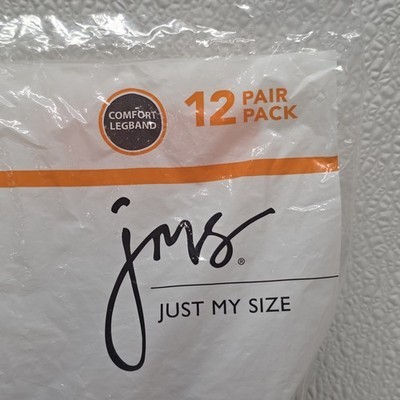 COMFORT
LEGBAND
12 PAIR
PACK
jms®
JUST MY SIZE